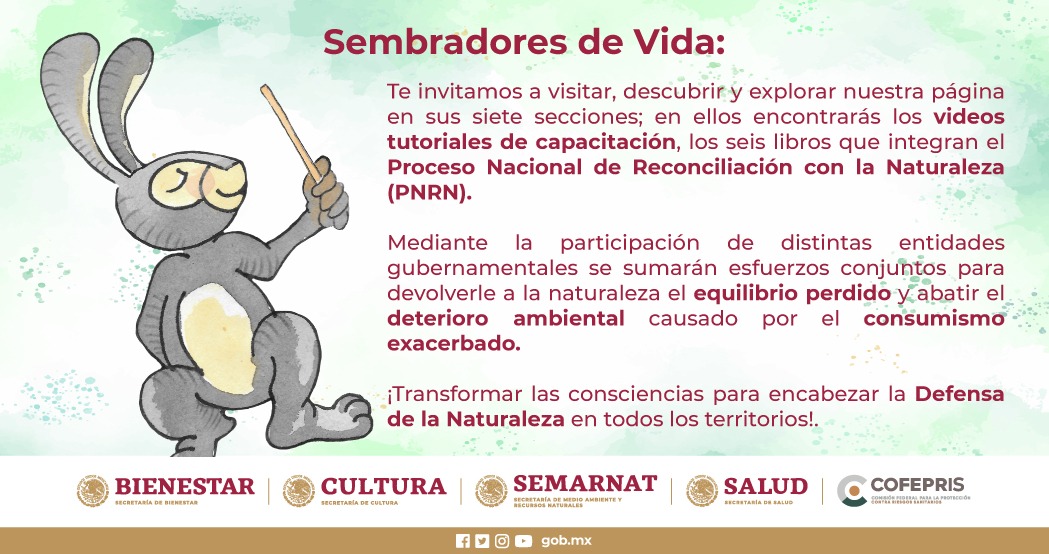 Sembradores de Vida:
Te invitamos a visitar, descubrir y explorar nuestra página
en sus siete secciones; en ellos encontrarás los videos
tutoriales de capacitación, los seis libros que integran el
Proceso Nacional de Reconciliación con la Naturaleza
(PNRN).
Mediante la participación de distintas entidades
gubernamentales se sumarán esfuerzos conjuntos para
devolverle a la naturaleza el equilibrio perdido y abatir el
deterioro ambiental causado por el consumismo
exacerbado.
¡Transformar las consciencias para encabezar la Defensa
de la Naturaleza en todos los territorios!.
BIENESTAR
SECRETARÍA DE BIENESTAR
CULTURA
SECRETARÍA DE CULTURA
SEMARNAT
SECRETARÍA DE MEDIO AMBIENTE Y
RECURSOS NATURALES
SALUD
SECRETARÍA DE SALUD
COFEPRIS
COMISIÓN FEDERAL PARA LA PROTECCIÓN
CONTRA RIESGOS SANITARIOS
gob.mx